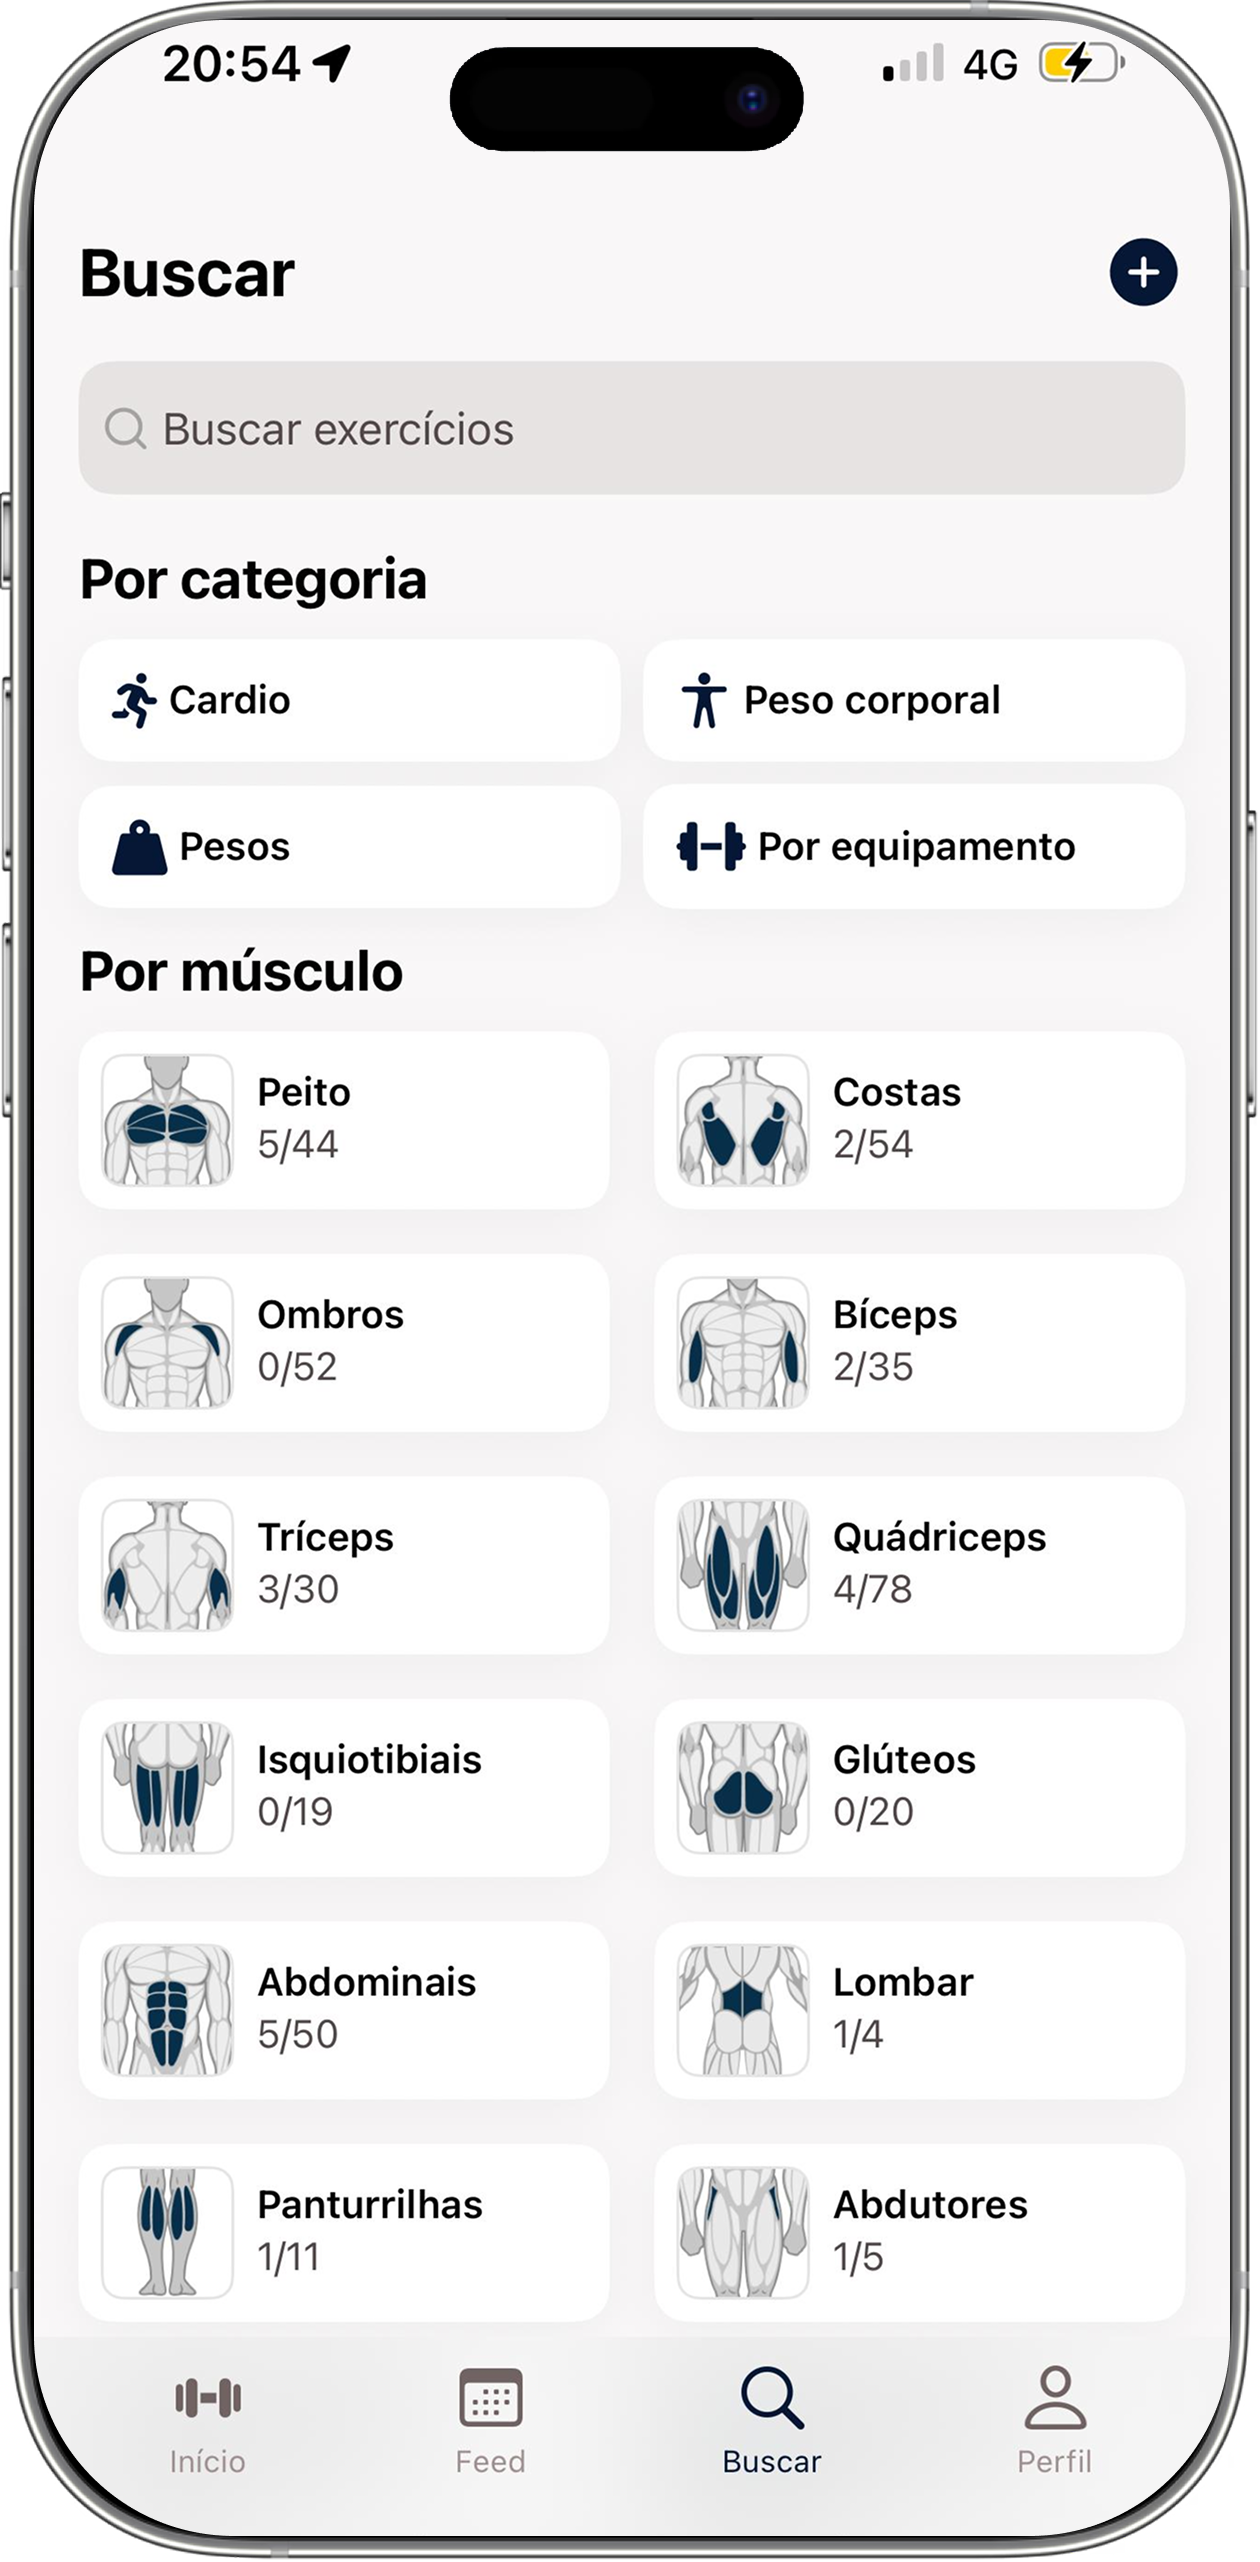 20:54
4G
Buscar
Buscar exercícios
Por categoria
Cardio
Peso corporal
Pesos
Por equipamento
Por músculo
Peito
5/44
Costas
2/54
Ombros
0/52
Bíceps
2/35
Tríceps
3/30
Quádriceps
4/78
Isquiotibiais
0/19
Glúteos
0/20
Abdominais
5/50
Lombar
1/4
Panturrilhas
1/11
Abdutores
1/5
Início
Feed
Buscar
Perfil